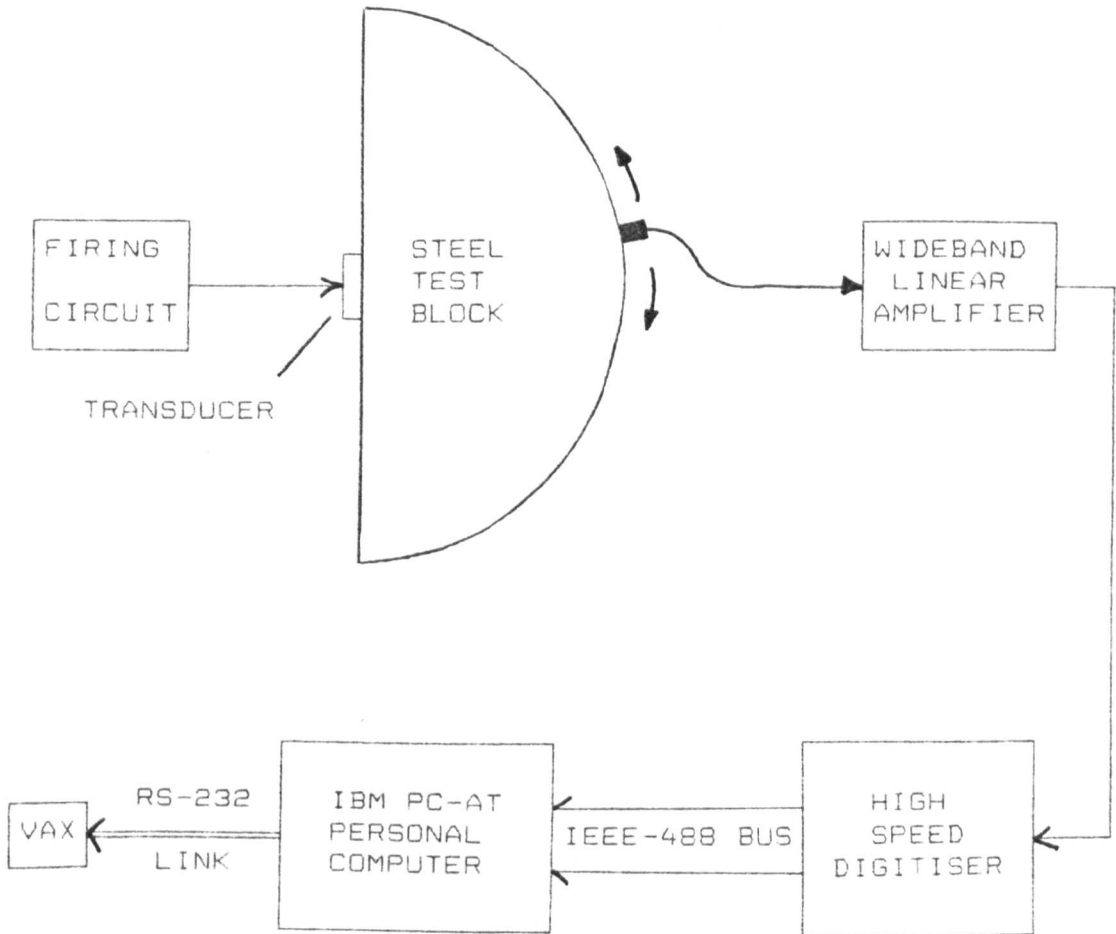 FIRING
CIRCUIT
TRANSDUCER
STEEL
TEST
BLOCK
WIDEBAND
LINEAR
AMPLIFIER
VAX
RS-232
LINK
IBM PC-AT
PERSONAL
COMPUTER
IEEE-488 BUS
HIGH
SPEED
DIGITISER